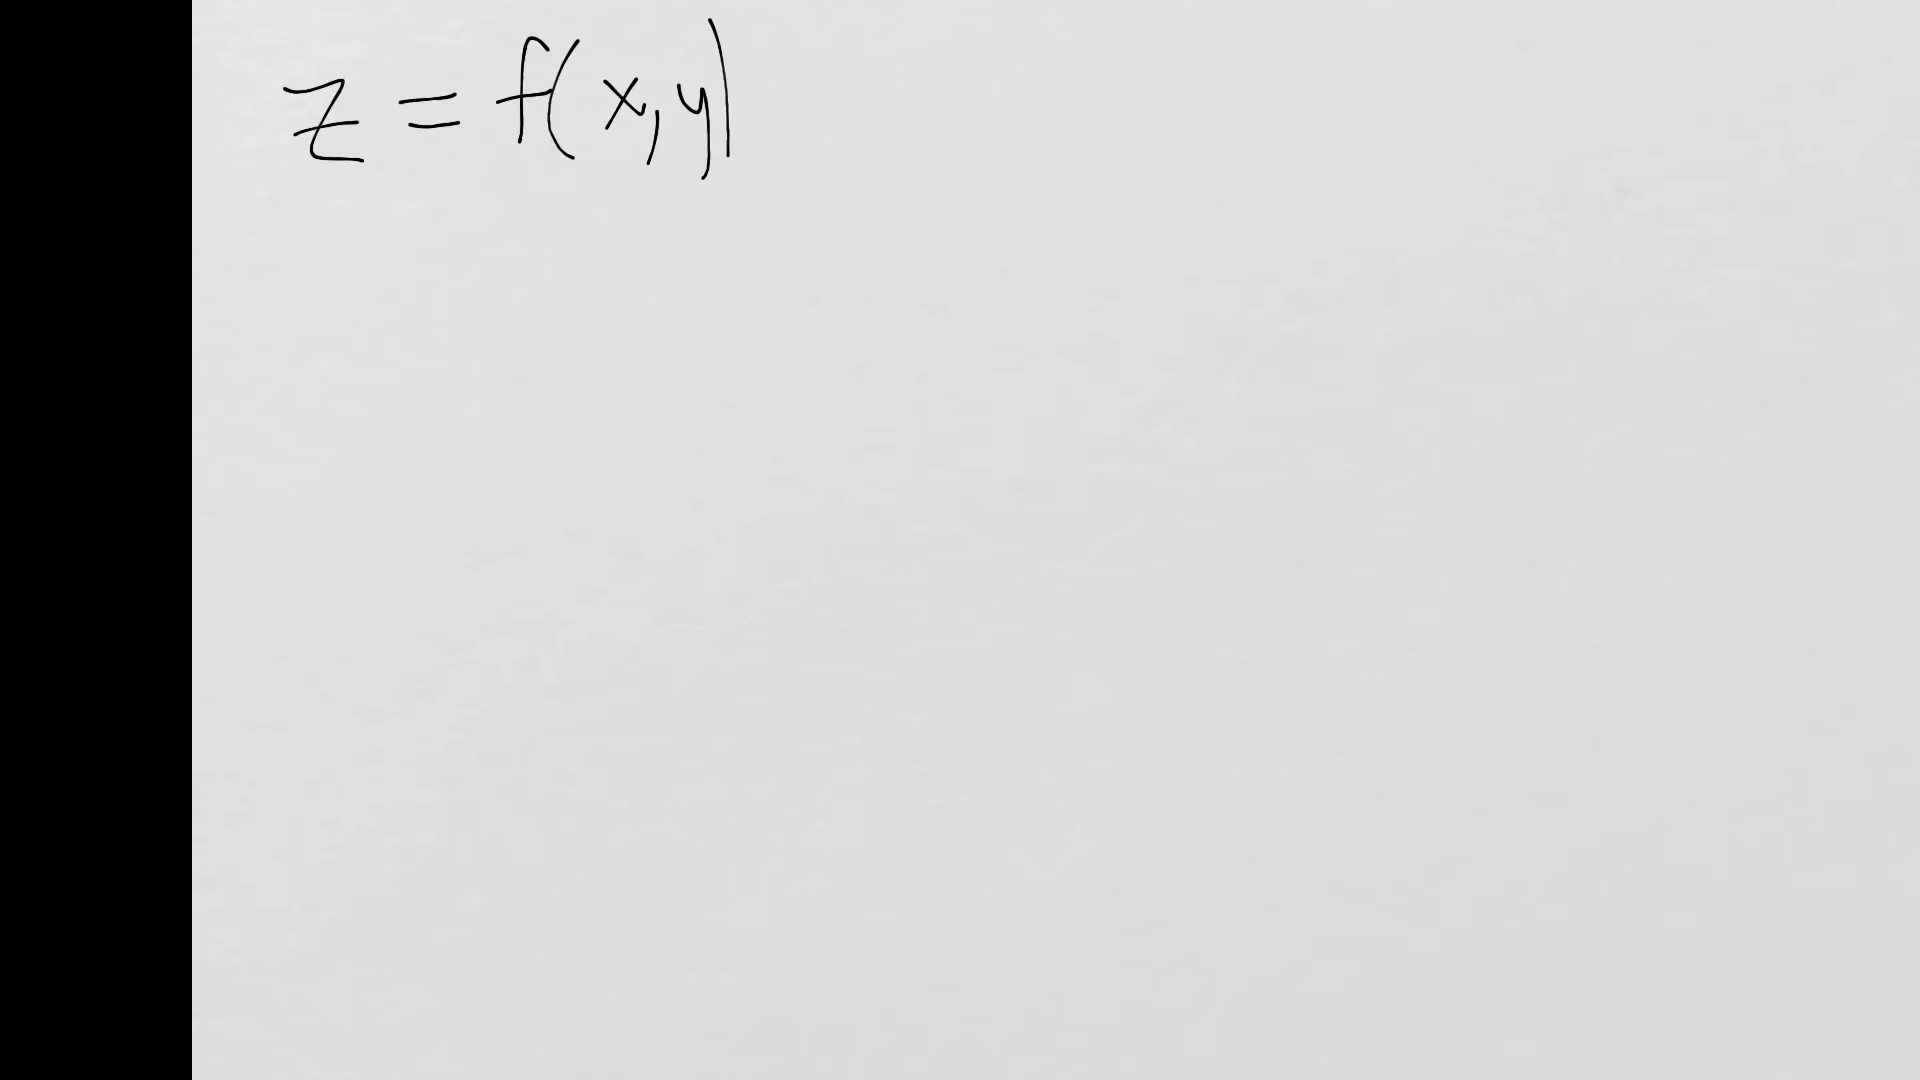 z = f(x,y)